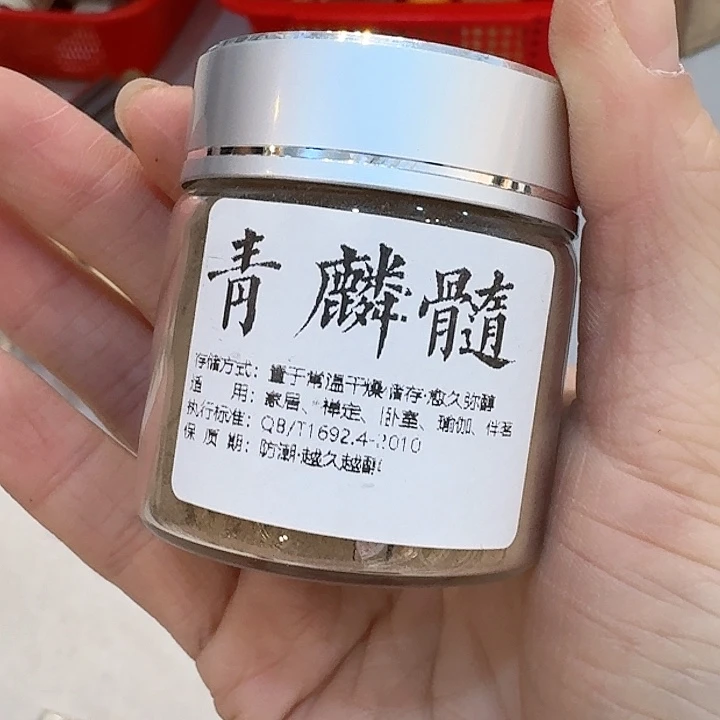 青麟髓
存储方式：置于常温干燥储存·愈久弥醇
适 用：家居、禅定、卧室、瑜伽、伴茗
执行标准：QB/T1692.4-2010
保 质 期：防潮·越久越醇